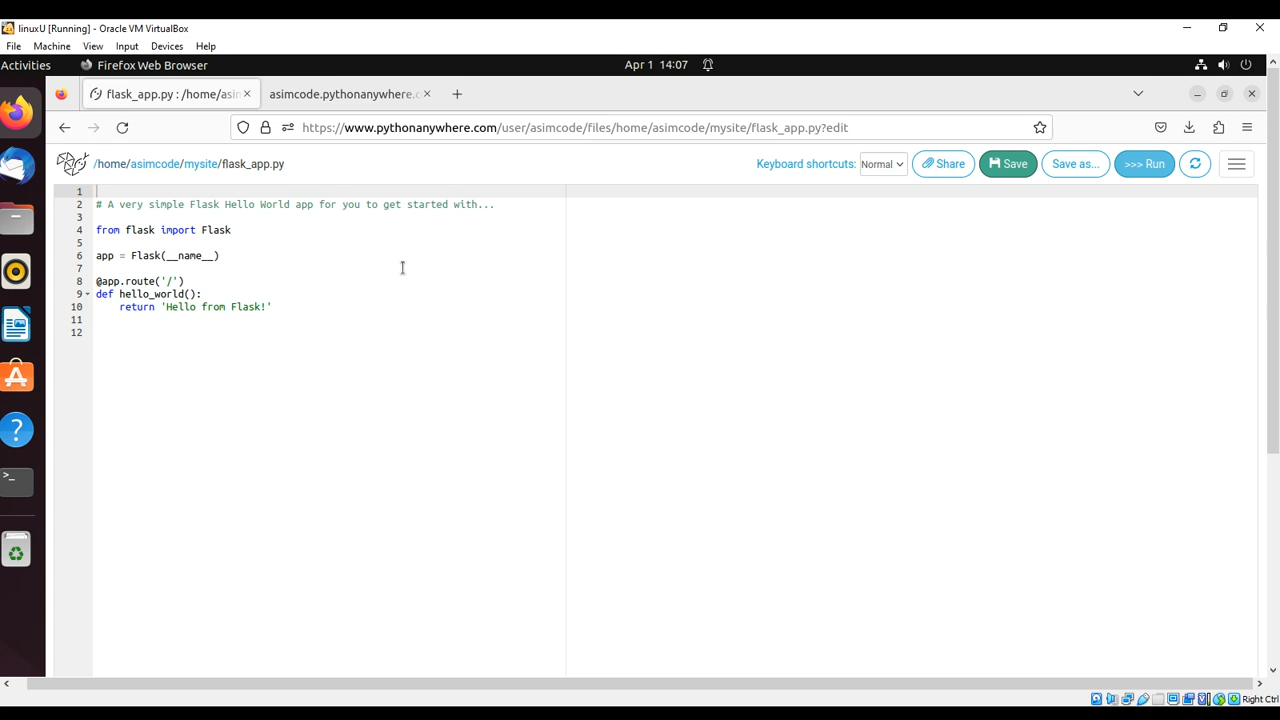 linuxU [Running] - Oracle VM VirtualBox
File Machine View Input Devices Help
Activities Firefox Web Browser Apr 1 14:07
flask_app.py : /home/asim asimcode.pythonanywhere.c
https://www.pythonanywhere.com/user/asimcode/files/home/asimcode/mysite/flask_app.py?edit
/home/asimcode/mysite/flask_app.py Keyboard shortcuts: Normal Share Save Save as... >>> Run
1
2 # A very simple Flask Hello World app for you to get started with...
3
4 from flask import Flask
5
6 app = Flask(__name__)
7
8 @app.route('/')
9 def hello_world():
10 return 'Hello from Flask!'
11
12
Right Ctrl